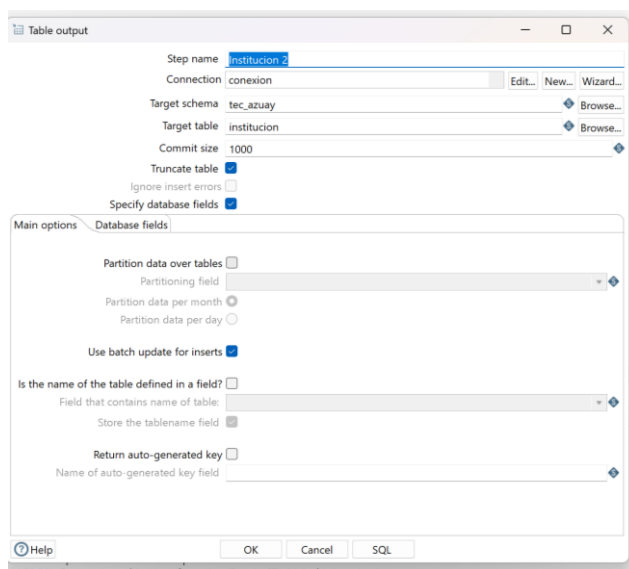 Table output
Step name Institucion 2
Connection conexion Edit... New... Wizard...
Target schema tec_azuay Browse...
Target table institucion Browse...
Commit size 1000
Truncate table
Ignore insert errors
Specify database fields
Main options Database fields
Partition data over tables
Partitioning field
Partition data per month
Partition data per day
Use batch update for inserts
Is the name of the table defined in a field?
Field that contains name of table:
Store the tablename field
Return auto-generated key
Name of auto-generated key field
Help OK Cancel SQL